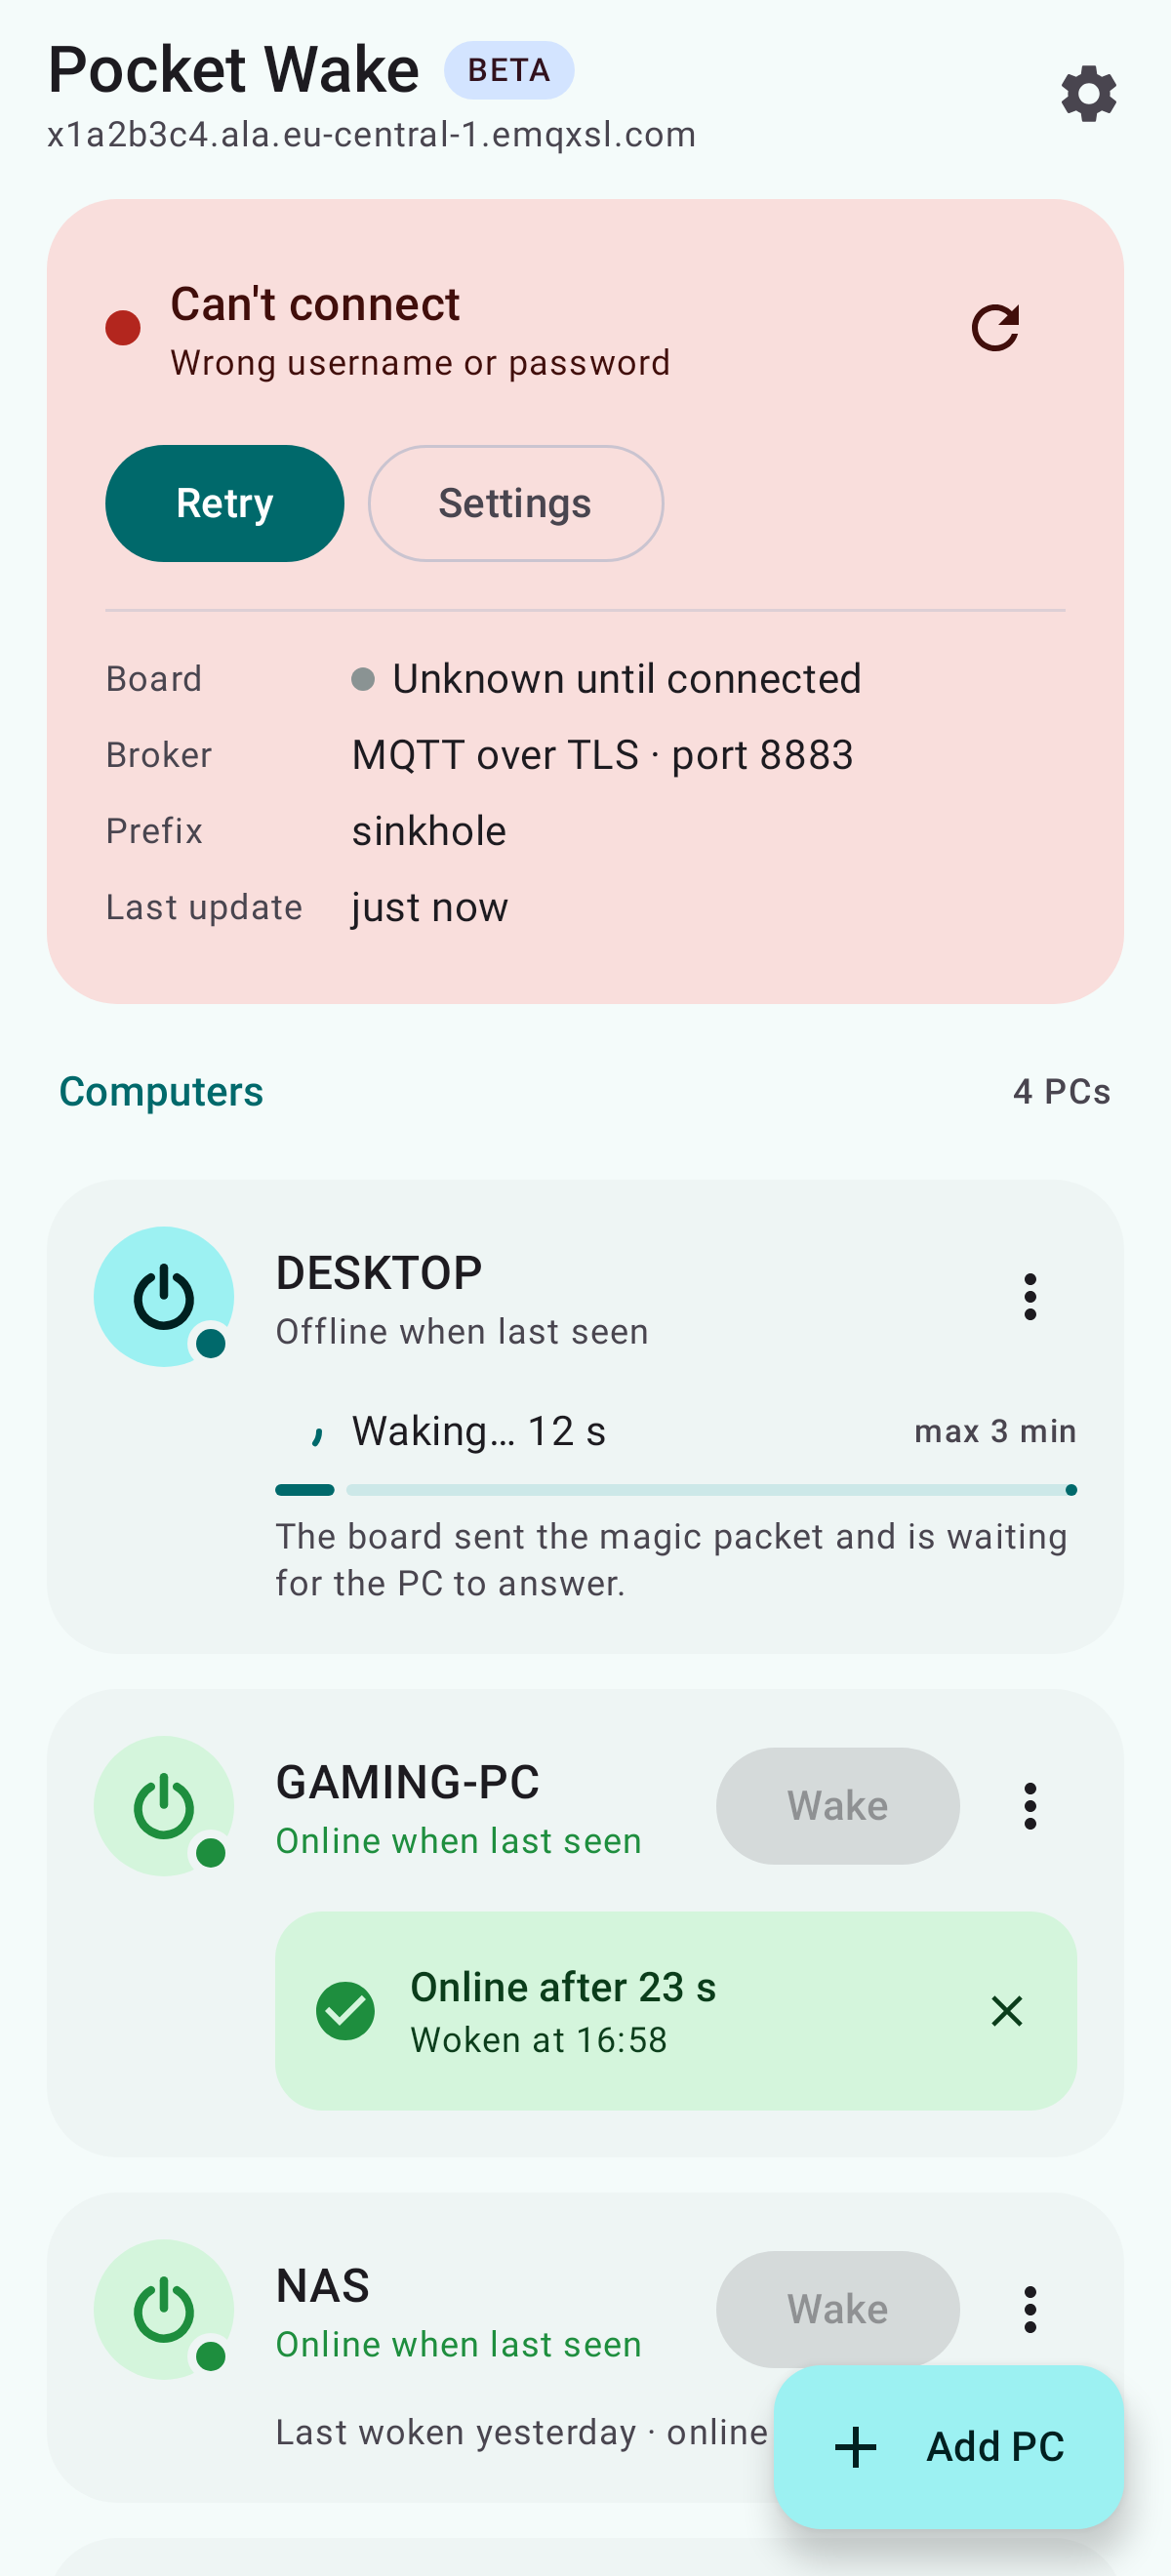 Pocket Wake BETA
x1a2b3c4.ala.eu-central-1.emqxsl.com
Can't connect
Wrong username or password
Retry Settings
Board Unknown until connected
Broker MQTT over TLS · port 8883
Prefix sinkhole
Last update just now
Computers 4 PCs
DESKTOP
Offline when last seen
Waking... 12 s max 3 min
The board sent the magic packet and is waiting
for the PC to answer.
GAMING-PC
Online when last seen
Wake
Online after 23 s
Woken at 16:58
NAS
Online when last seen
Wake
Last woken yesterday · online
Add PC